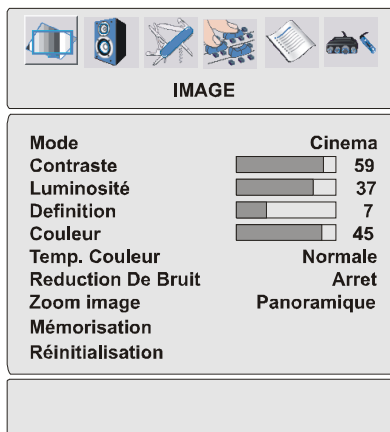 IMAGE
Mode Cinema
Contraste 59
Luminosité 37
Definition 7
Couleur 45
Temp. Couleur Normale
Reduction De Bruit Arret
Zoom image Panoramique
Mémorisation
Réinitialisation